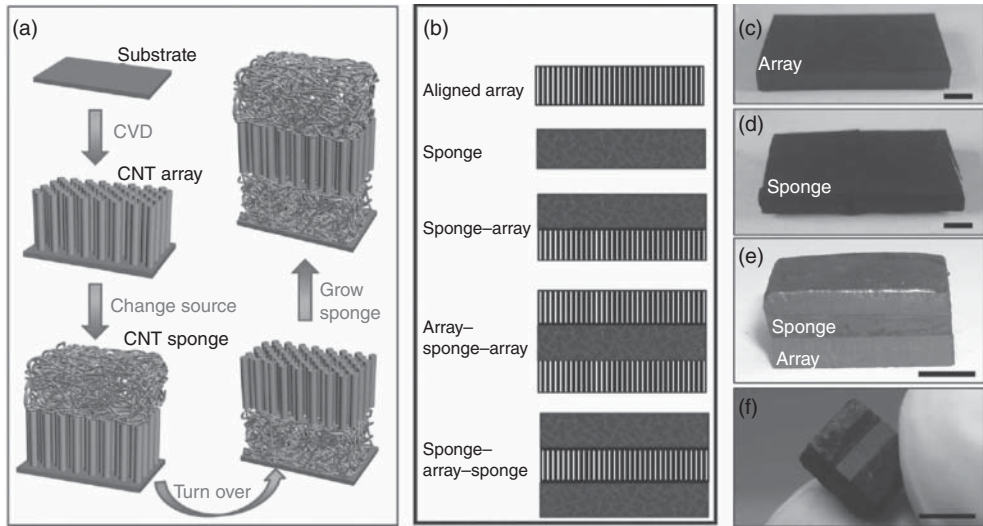 (a)
Substrate
CVD
CNT array
Change source
CNT sponge
Turn over
Grow
sponge
(b)
Aligned array
Sponge
Sponge–array
Array–
sponge–array
Sponge–
array–sponge
(c)
Array
(d)
Sponge
(e)
Sponge
Array
(f)